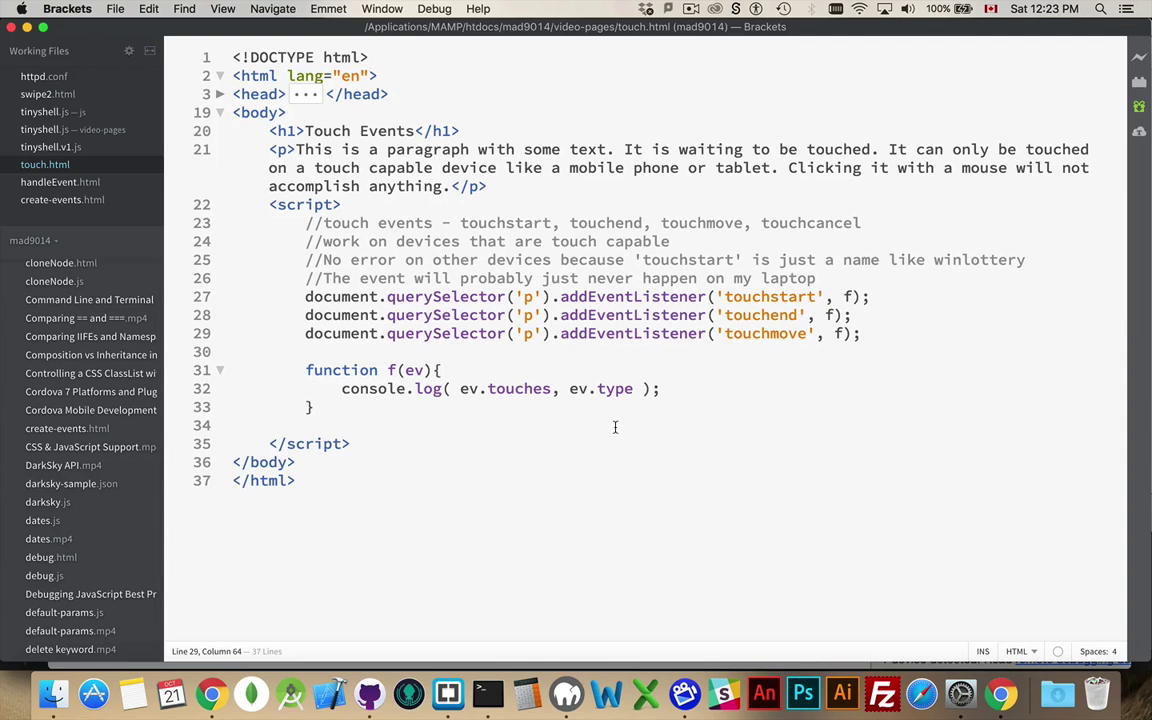 Brackets File Edit Find View Navigate Emmet Window Debug Help 100% Sat 12:23 PM
/Applications/MAMP/htdocs/mad9014/video-pages/touch.html (mad9014) — Brackets
Working Files
httpd.conf
swipe2.html
tinyshell.js — js
tinyshell.js — video-pages
tinyshell.v1.js
touch.html
handleEvent.html
create-events.html
mad9014
cloneNode.html
cloneNode.js
Command Line and Terminal
Comparing == and ===.mp4
Comparing IIFEs and Namesp
Composition vs Inheritance in
Controlling a CSS ClassList wi
Cordova 7 Platforms and Plug
Cordova Mobile Development
create-events.html
CSS & JavaScript Support.mp
DarkSky API.mp4
darksky-sample.json
darksky.js
dates.js
dates.mp4
debug.html
debug.js
Debugging JavaScript Best Pr
default-params.js
default-params.mp4
delete keyword.mp4
1 <!DOCTYPE html>
2 <html lang="en">
3 <head> ••• </head>
19 <body>
20 <h1>Touch Events</h1>
21 <p>This is a paragraph with some text. It is waiting to be touched. It can only be touched
on a touch capable device like a mobile phone or tablet. Clicking it with a mouse will not
accomplish anything.</p>
22 <script>
23 //touch events - touchstart, touchend, touchmove, touchcancel
24 //work on devices that are touch capable
25 //No error on other devices because 'touchstart' is just a name like winlottery
26 //The event will probably just never happen on my laptop
27 document.querySelector('p').addEventListener('touchstart', f);
28 document.querySelector('p').addEventListener('touchend', f);
29 document.querySelector('p').addEventListener('touchmove', f);
30
31 function f(ev){
32 console.log( ev.touches, ev.type );
33 }
34
35 </script>
36 </body>
37 </html>
Line 29, Column 64 — 37 Lines
INS HTML Spaces: 4
OCT
21
W
X
An
Ps
Ai
Fz